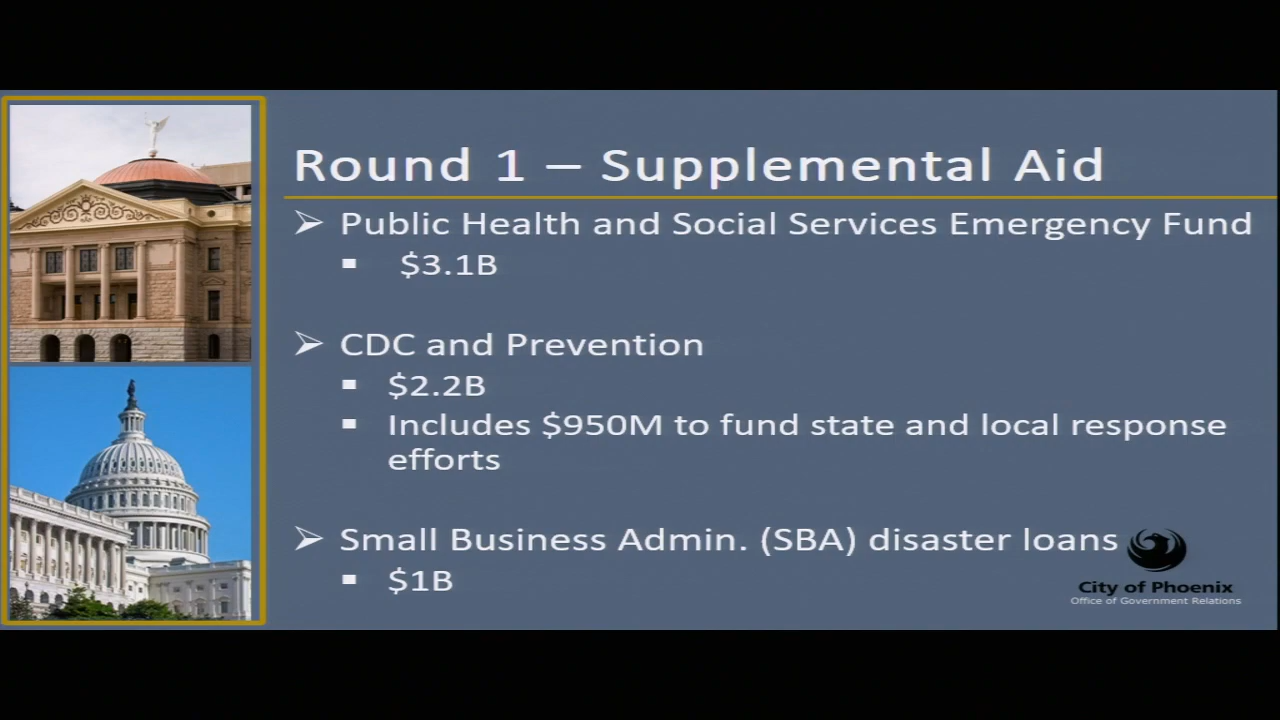 Round 1 – Supplemental Aid
➢ Public Health and Social Services Emergency Fund
▪ $3.1B
➢ CDC and Prevention
▪ $2.2B
▪ Includes $950M to fund state and local response
efforts
➢ Small Business Admin. (SBA) disaster loans
▪ $1B
City of Phoenix
Office of Government Relations